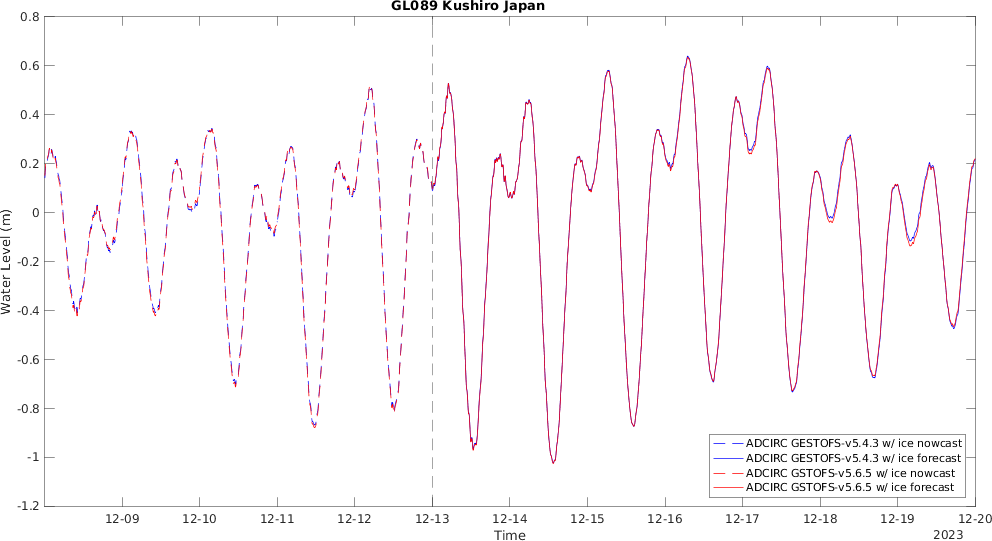 GL089 Kushiro Japan
0.8
0.6
0.4
0.2
0
-0.2
-0.4
-0.6
-0.8
-1
-1.2
Water Level (m)
ADCIRC GESTOFS-v5.4.3 w/ ice nowcast
ADCIRC GESTOFS-v5.4.3 w/ ice forecast
ADCIRC GSTOFS-v5.6.5 w/ ice nowcast
ADCIRC GSTOFS-v5.6.5 w/ ice forecast
12-09 12-10 12-11 12-12 12-13 12-14 12-15 12-16 12-17 12-18 12-19 12-20
Time
2023